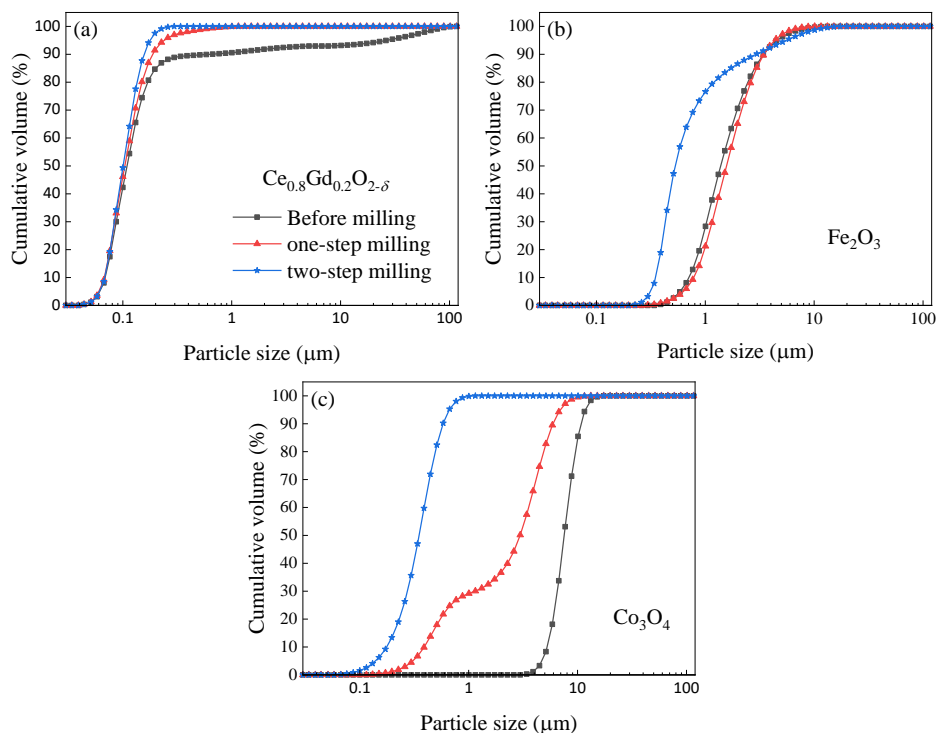 (a)
100
90
80
70
60
50
40
30
20
10
0
Cumulative volume (%)
Ce0.8Gd0.2O2-δ
Before milling
one-step milling
two-step milling
0.1 1 10 100
Particle size (μm)
(b)
100
90
80
70
60
50
40
30
20
10
0
Cumulative volume (%)
Fe2O3
0.1 1 10 100
Particle size (μm)
(c)
100
90
80
70
60
50
40
30
20
10
0
Cumulative volume (%)
Co3O4
0.1 1 10 100
Particle size (μm)